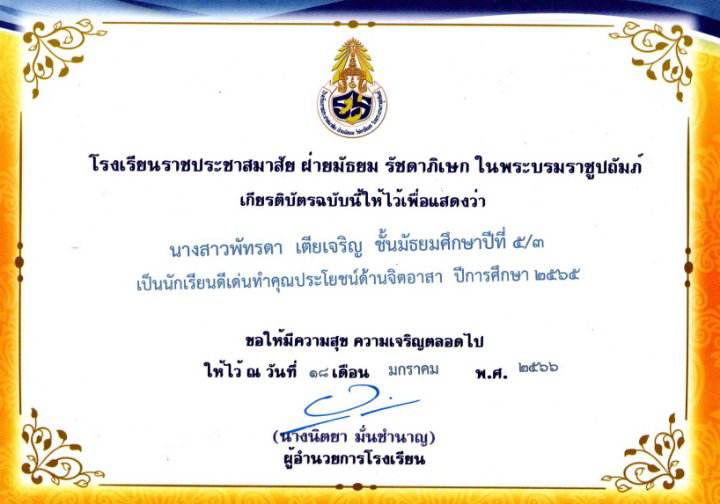 โรงเรียนราชประชาสมาสัย ฝ่ายมัธยม รัชดาภิเษก ในพระบรมราชูปถัมภ์
เกียรติบัตรฉบับนี้ให้ไว้เพื่อแสดงว่า
นางสาวพัทรดา เตียเจริญ ชั้นมัธยมศึกษาปีที่ ๕/๓
เป็นนักเรียนดีเด่นทำคุณประโยชน์ด้านจิตอาสา ปีการศึกษา ๒๕๖๕
ขอให้มีความสุข ความเจริญตลอดไป
ให้ไว้ ณ วันที่ ๑๘ เดือน มกราคม พ.ศ. ๒๕๖๖
(นางนิตยา มั่นชำนาญ)
ผู้อำนวยการโรงเรียน